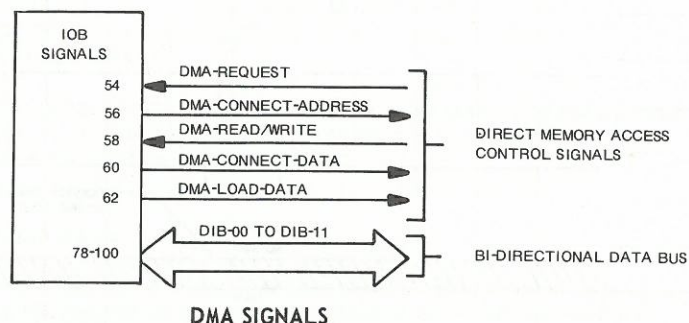 IOB
SIGNALS
54 DMA-REQUEST
56 DMA-CONNECT-ADDRESS
58 DMA-READ/WRITE
60 DMA-CONNECT-DATA
62 DMA-LOAD-DATA
DIRECT MEMORY ACCESS
CONTROL SIGNALS
78-100 DIB-00 TO DIB-11
BI-DIRECTIONAL DATA BUS
DMA SIGNALS